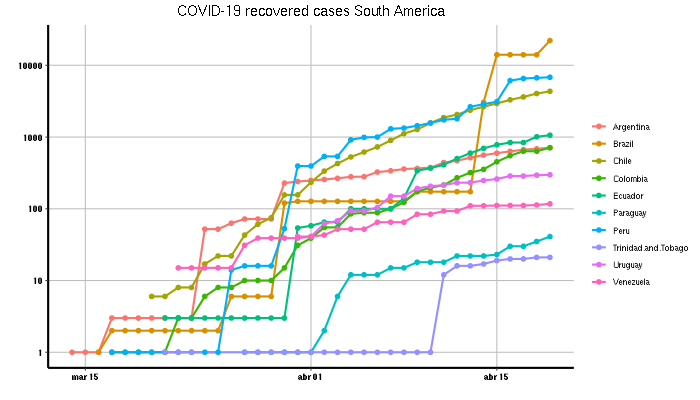 COVID-19 recovered cases South America
10000
1000
100
10
1
mar 15
abr 01
abr 15
Argentina
Brazil
Chile
Colombia
Ecuador
Paraguay
Peru
Trinidad.and.Tobago
Uruguay
Venezuela